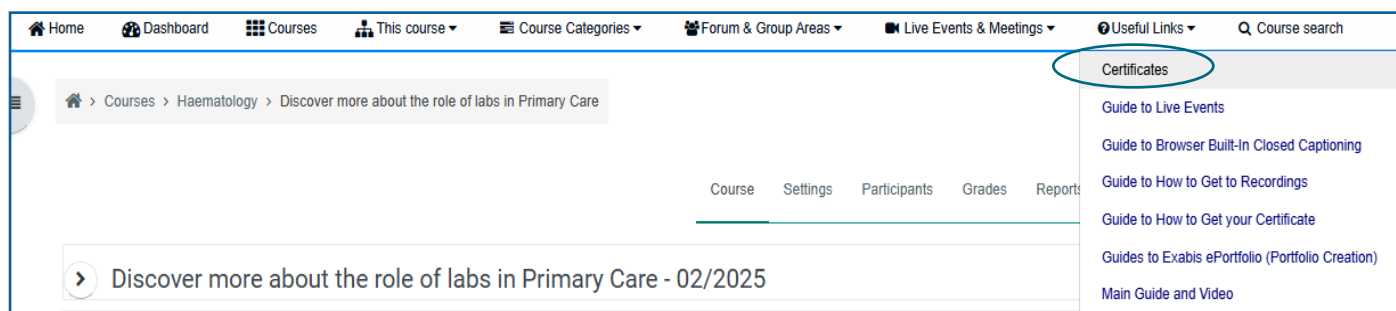 Home Dashboard Courses This course Course Categories Forum & Group Areas Live Events & Meetings Useful Links Course search
Certificates
Guide to Live Events
Guide to Browser Built-In Closed Captioning
Guide to How to Get to Recordings
Guide to How to Get your Certificate
Guides to Exabis ePortfolio (Portfolio Creation)
Main Guide and Video
> Courses > Haematology > Discover more about the role of labs in Primary Care
Course Settings Participants Grades Reports
Discover more about the role of labs in Primary Care - 02/2025